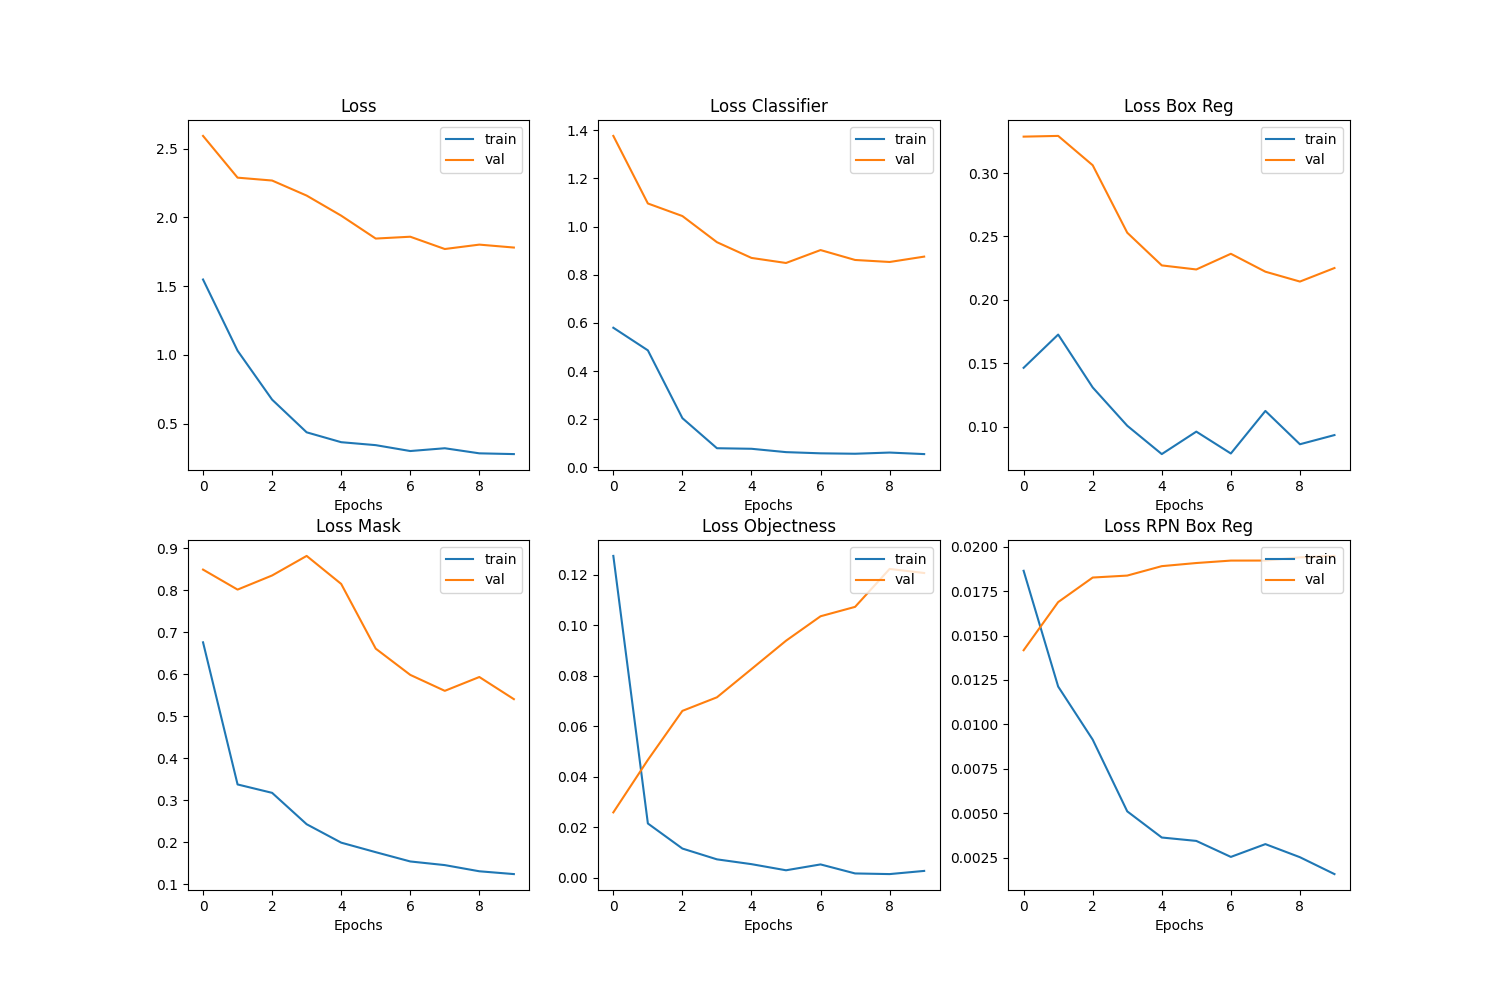 Loss
Loss Classifier
Loss Box Reg
train
val
train
val
train
val
2.5
2.0
1.5
1.0
0.5
1.4
1.2
1.0
0.8
0.6
0.4
0.2
0.0
0.30
0.25
0.20
0.15
0.10
0 2 4 6 8
0 2 4 6 8
0 2 4 6 8
Epochs
Epochs
Epochs
Loss Mask
Loss Objectness
Loss RPN Box Reg
train
val
train
val
train
val
0.9
0.8
0.7
0.6
0.5
0.4
0.3
0.2
0.1
0.12
0.10
0.08
0.06
0.04
0.02
0.00
0.0200
0.0175
0.0150
0.0125
0.0100
0.0075
0.0050
0.0025
0 2 4 6 8
0 2 4 6 8
0 2 4 6 8
Epochs
Epochs
Epochs